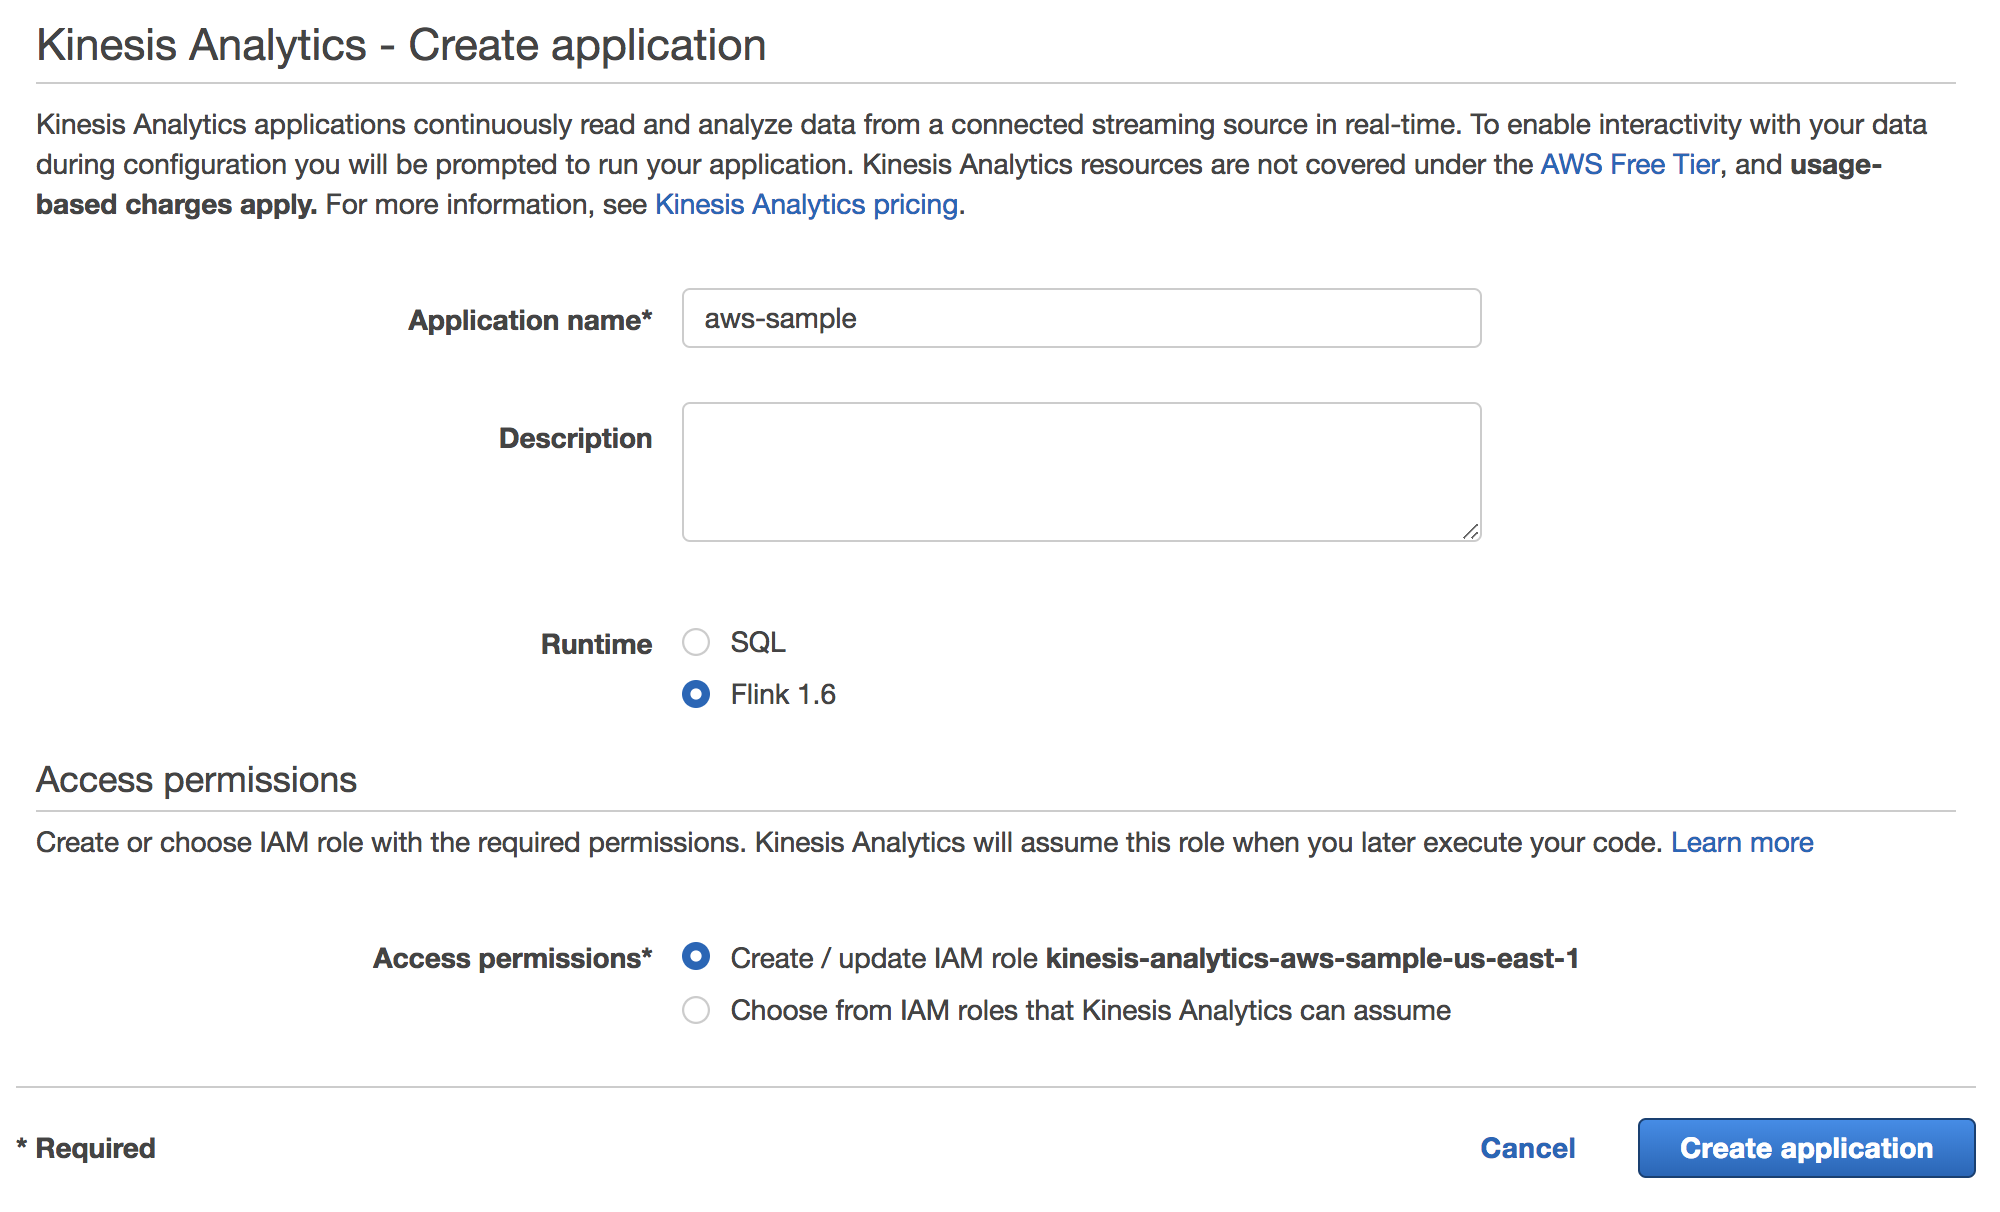 Kinesis Analytics - Create application
Kinesis Analytics applications continuously read and analyze data from a connected streaming source in real-time. To enable interactivity with your data
during configuration you will be prompted to run your application. Kinesis Analytics resources are not covered under the AWS Free Tier, and usage-
based charges apply. For more information, see Kinesis Analytics pricing.
Application name* aws-sample
Description
Runtime SQL
Flink 1.6
Access permissions
Create or choose IAM role with the required permissions. Kinesis Analytics will assume this role when you later execute your code. Learn more
Access permissions* Create / update IAM role kinesis-analytics-aws-sample-us-east-1
Choose from IAM roles that Kinesis Analytics can assume
* Required Cancel Create application